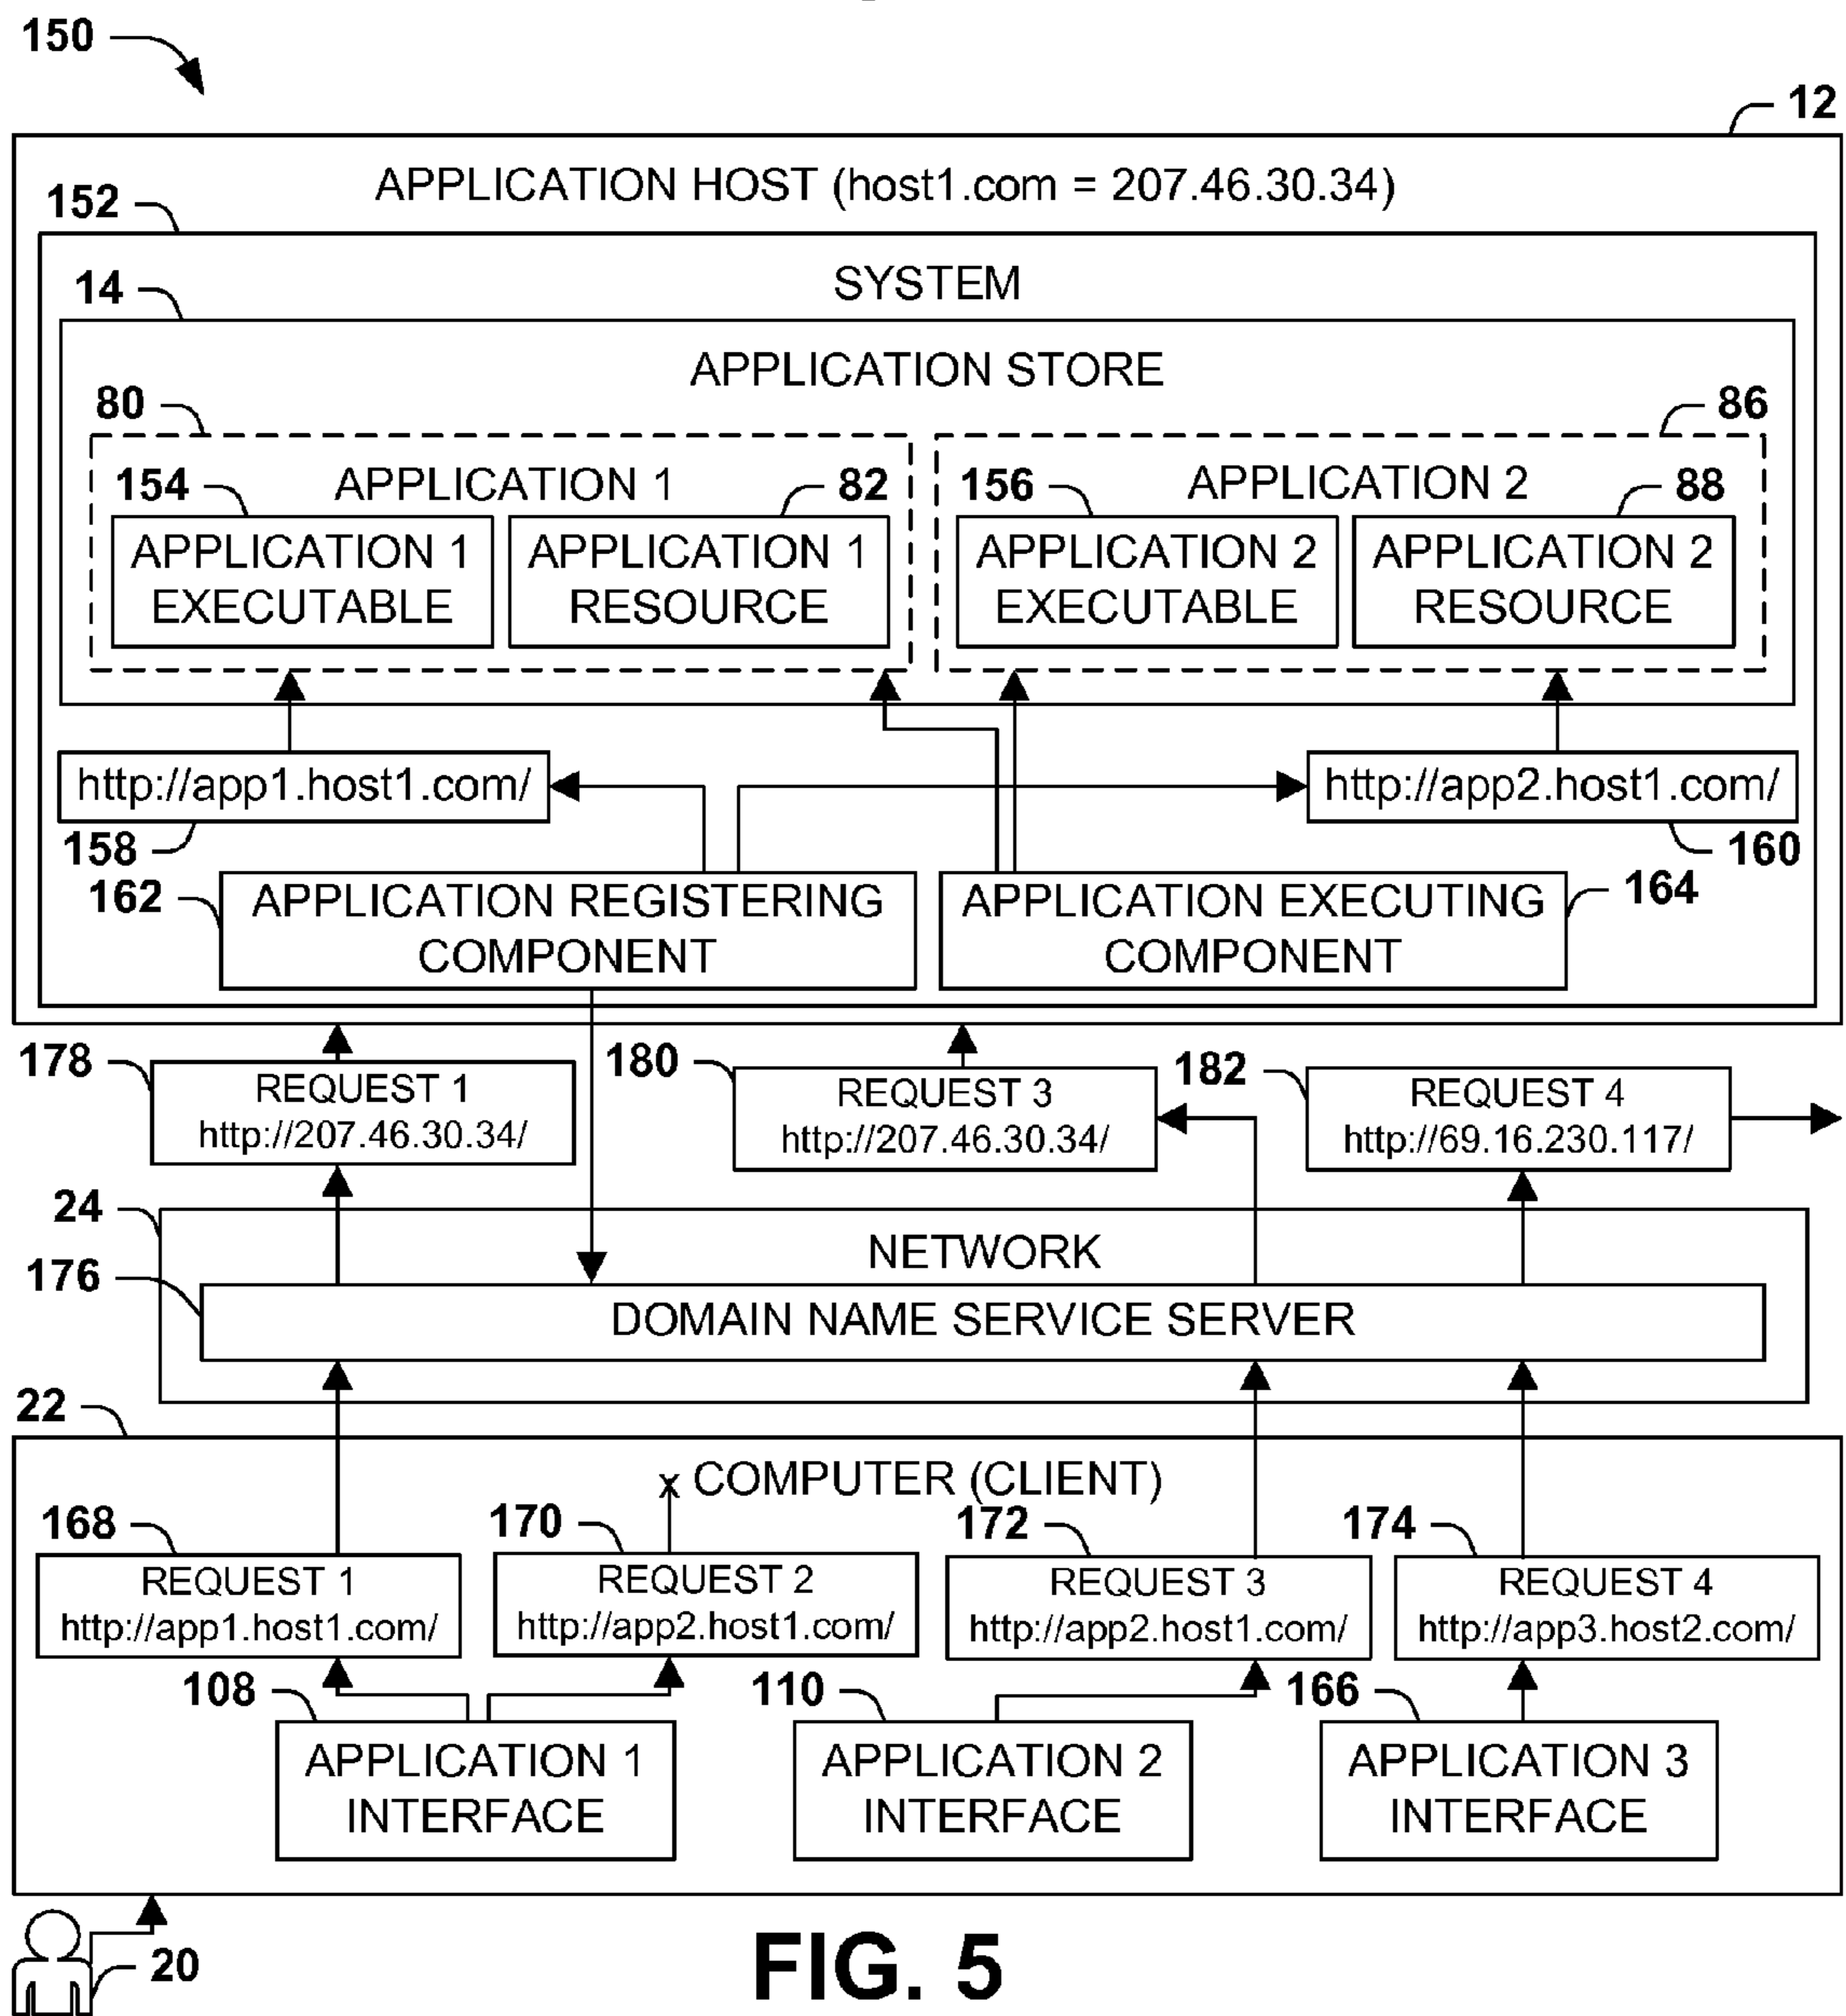 150
12
APPLICATION HOST (host1.com = 207.46.30.34)
152
SYSTEM
14
APPLICATION STORE
80
86
154
APPLICATION 1
82
156
APPLICATION 2
88
APPLICATION 1
EXECUTABLE
APPLICATION 1
RESOURCE
APPLICATION 2
EXECUTABLE
APPLICATION 2
RESOURCE
http://app1.host1.com/
http://app2.host1.com/
158
160
162
APPLICATION REGISTERING
COMPONENT
APPLICATION EXECUTING
COMPONENT
164
178
REQUEST 1
http://207.46.30.34/
180
REQUEST 3
http://207.46.30.34/
182
REQUEST 4
http://69.16.230.117/
24
NETWORK
176
DOMAIN NAME SERVICE SERVER
22
x COMPUTER (CLIENT)
168
170
172
174
REQUEST 1
http://app1.host1.com/
REQUEST 2
http://app2.host1.com/
REQUEST 3
http://app2.host1.com/
REQUEST 4
http://app3.host2.com/
108
110
166
APPLICATION 1
INTERFACE
APPLICATION 2
INTERFACE
APPLICATION 3
INTERFACE
20
FIG. 5